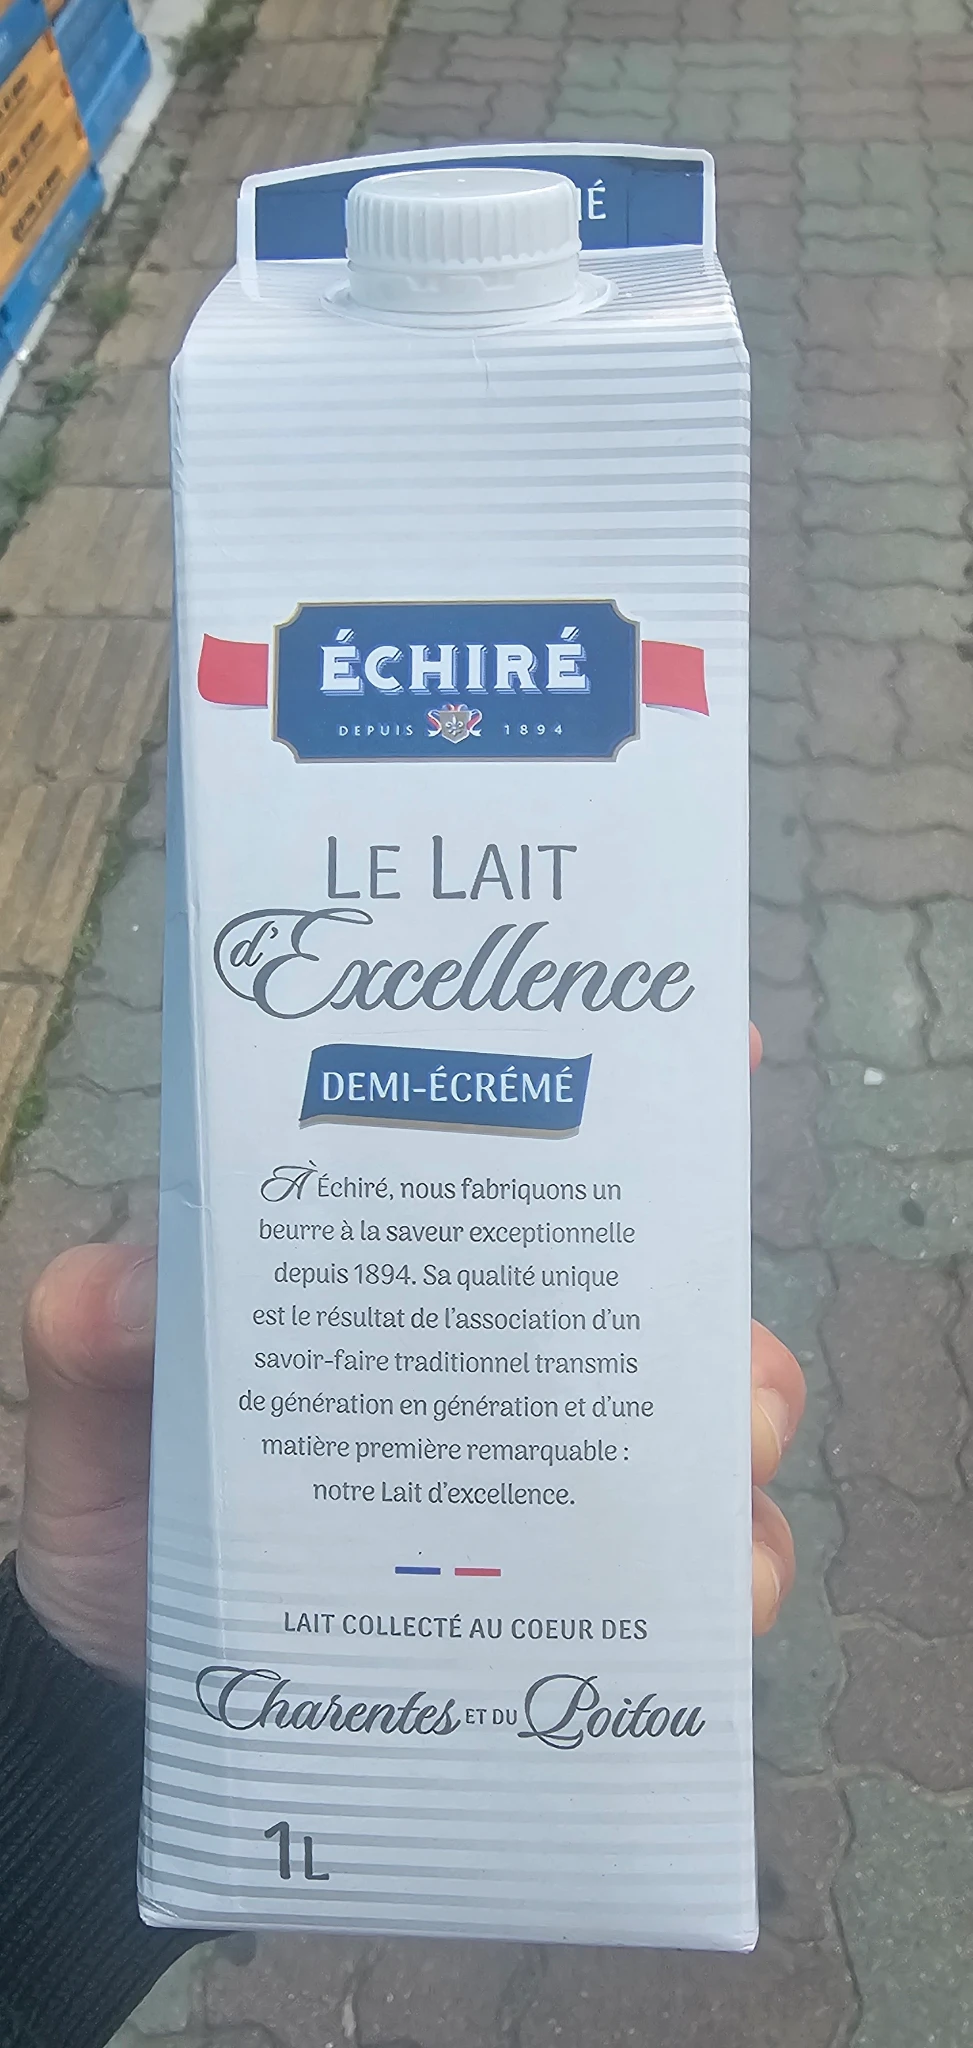 ÉCHIRÉ
DEPUIS 1894
LE LAIT
d'Excellence
DEMI-ÉCRÉMÉ
À Échiré, nous fabriquons un
beurre à la saveur exceptionnelle
depuis 1894. Sa qualité unique
est le résultat de l'association d'un
savoir-faire traditionnel transmis
de génération en génération et d'une
matière première remarquable :
notre Lait d'excellence.
LAIT COLLECTÉ AU COEUR DES
Charentes ET DU Poitou
1L